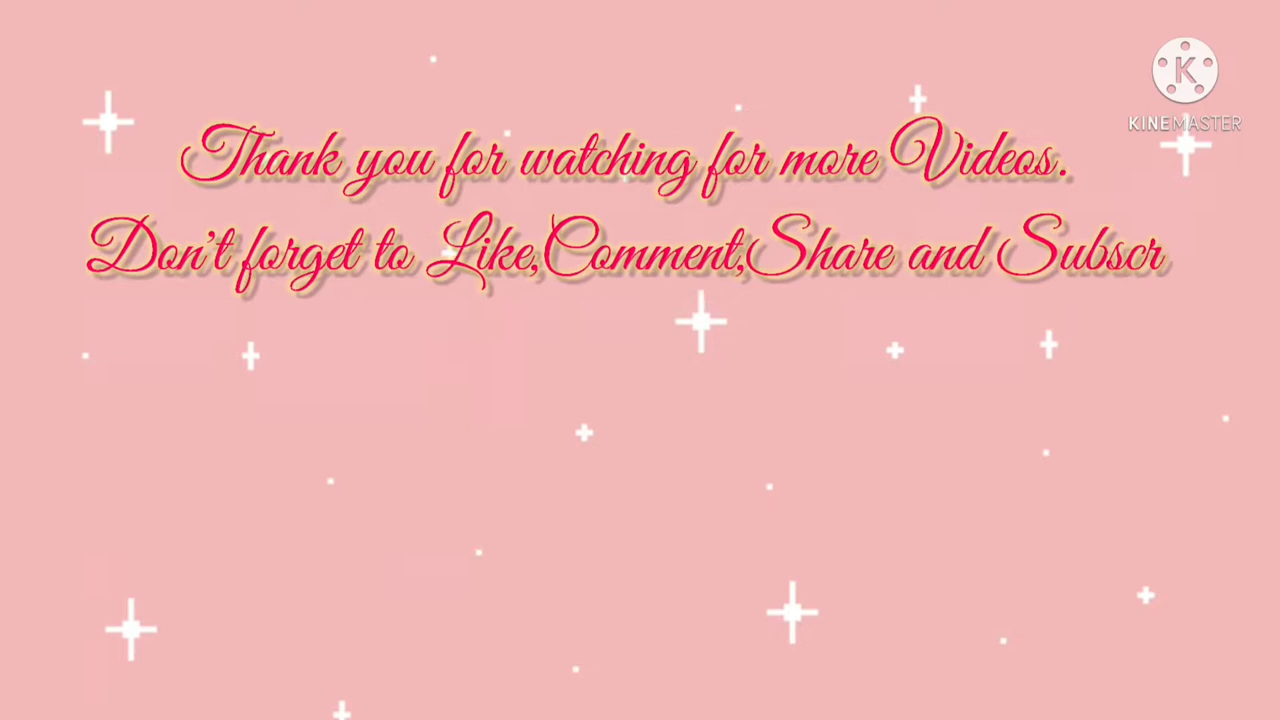 KINEMASTER
Thank you for watching for more Videos.
Don't forget to Like,Comment,Share and Subscr